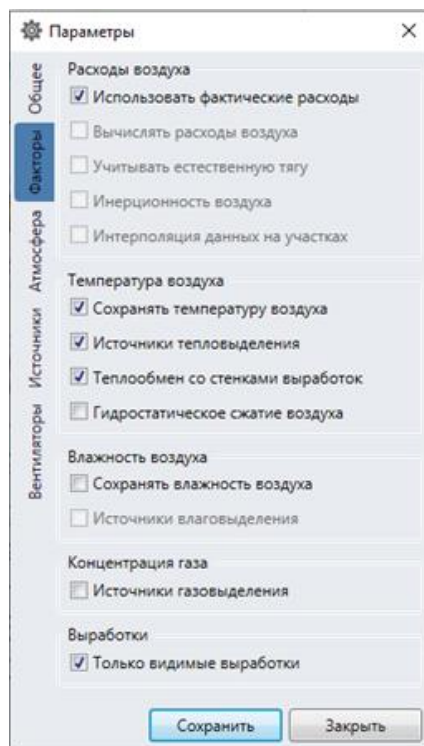 Параметры
Общее
Факторы
Атмосфера
Источники
Вентиляторы
Расходы воздуха
Использовать фактические расходы
Вычислять расходы воздуха
Учитывать естественную тягу
Инерционность воздуха
Интерполяция данных на участках
Температура воздуха
Сохранять температуру воздуха
Источники тепловыделения
Теплообмен со стенками выработок
Гидростатическое сжатие воздуха
Влажность воздуха
Сохранять влажность воздуха
Источники влаговыделения
Концентрация газа
Источники газовыделения
Выработки
Только видимые выработки
Сохранить
Закрыть